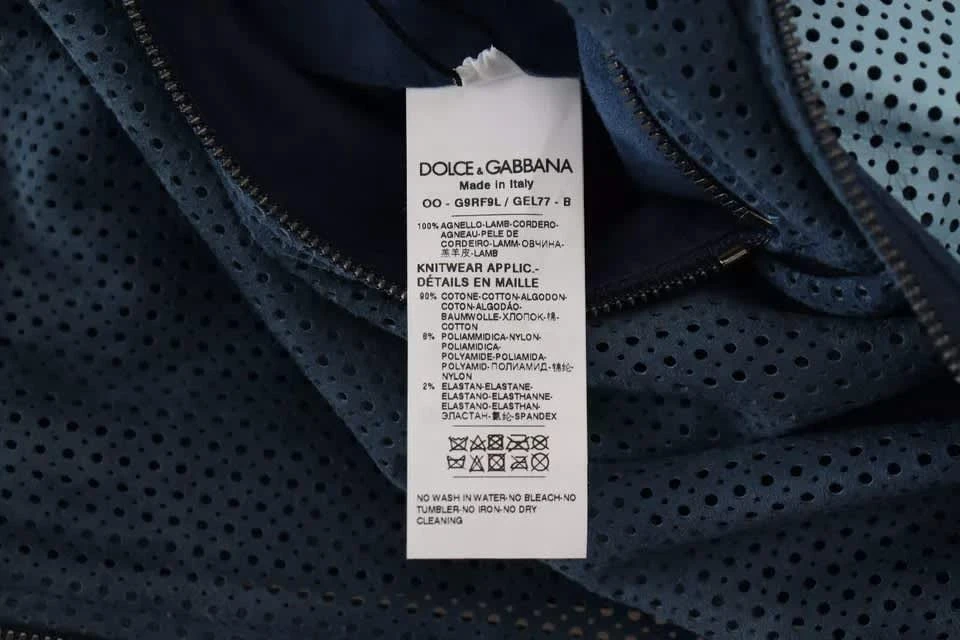 DOLCE & GABBANA
Made in Italy
OO - G9RF9L / GEL77 - B
100% AGNELLO-LAMB-CORDERO-
AGNEAU-PELE DE
CORDEIRO-LAMM-ОВЧИНА-
羔羊皮-LAMB
KNITWEAR APPLIC.-
DÉTAILS EN MAILLE
90% COTONE-COTTON-ALGODON-
COTON-ALGODÃO-
BAUMWOLLE-ХЛОПОК-棉-
COTTON
8% POLIAMMIDICA-NYLON-
POLIAMIDICA-
POLYAMIDE-POLIAMIDA-
POLYAMID-ПОЛИАМИД-锦纶-
NYLON
2% ELASTAN-ELASTANE-
ELASTANO-ELASTHANNE-
ELASTANO-ELASTHAN-
ЭЛАСТАН-氨纶-SPANDEX
NO WASH IN WATER-NO BLEACH-NO
TUMBLER-NO IRON-NO DRY
CLEANING